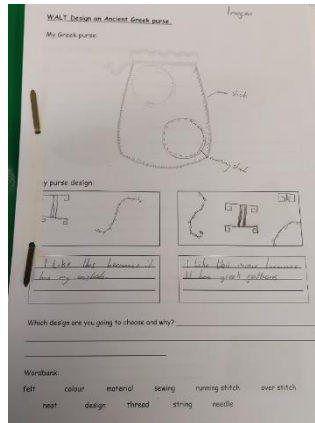 Imogen
WALT Design an Ancient Greek purse.
My Greek purse:
over stitch
running stitch
y purse design:
I like this because it
has my
I like this one because
it has great patterns
Which design are you going to choose and why?
Wordbank:
felt colour material sewing running stitch over stitch
neat design thread string needle